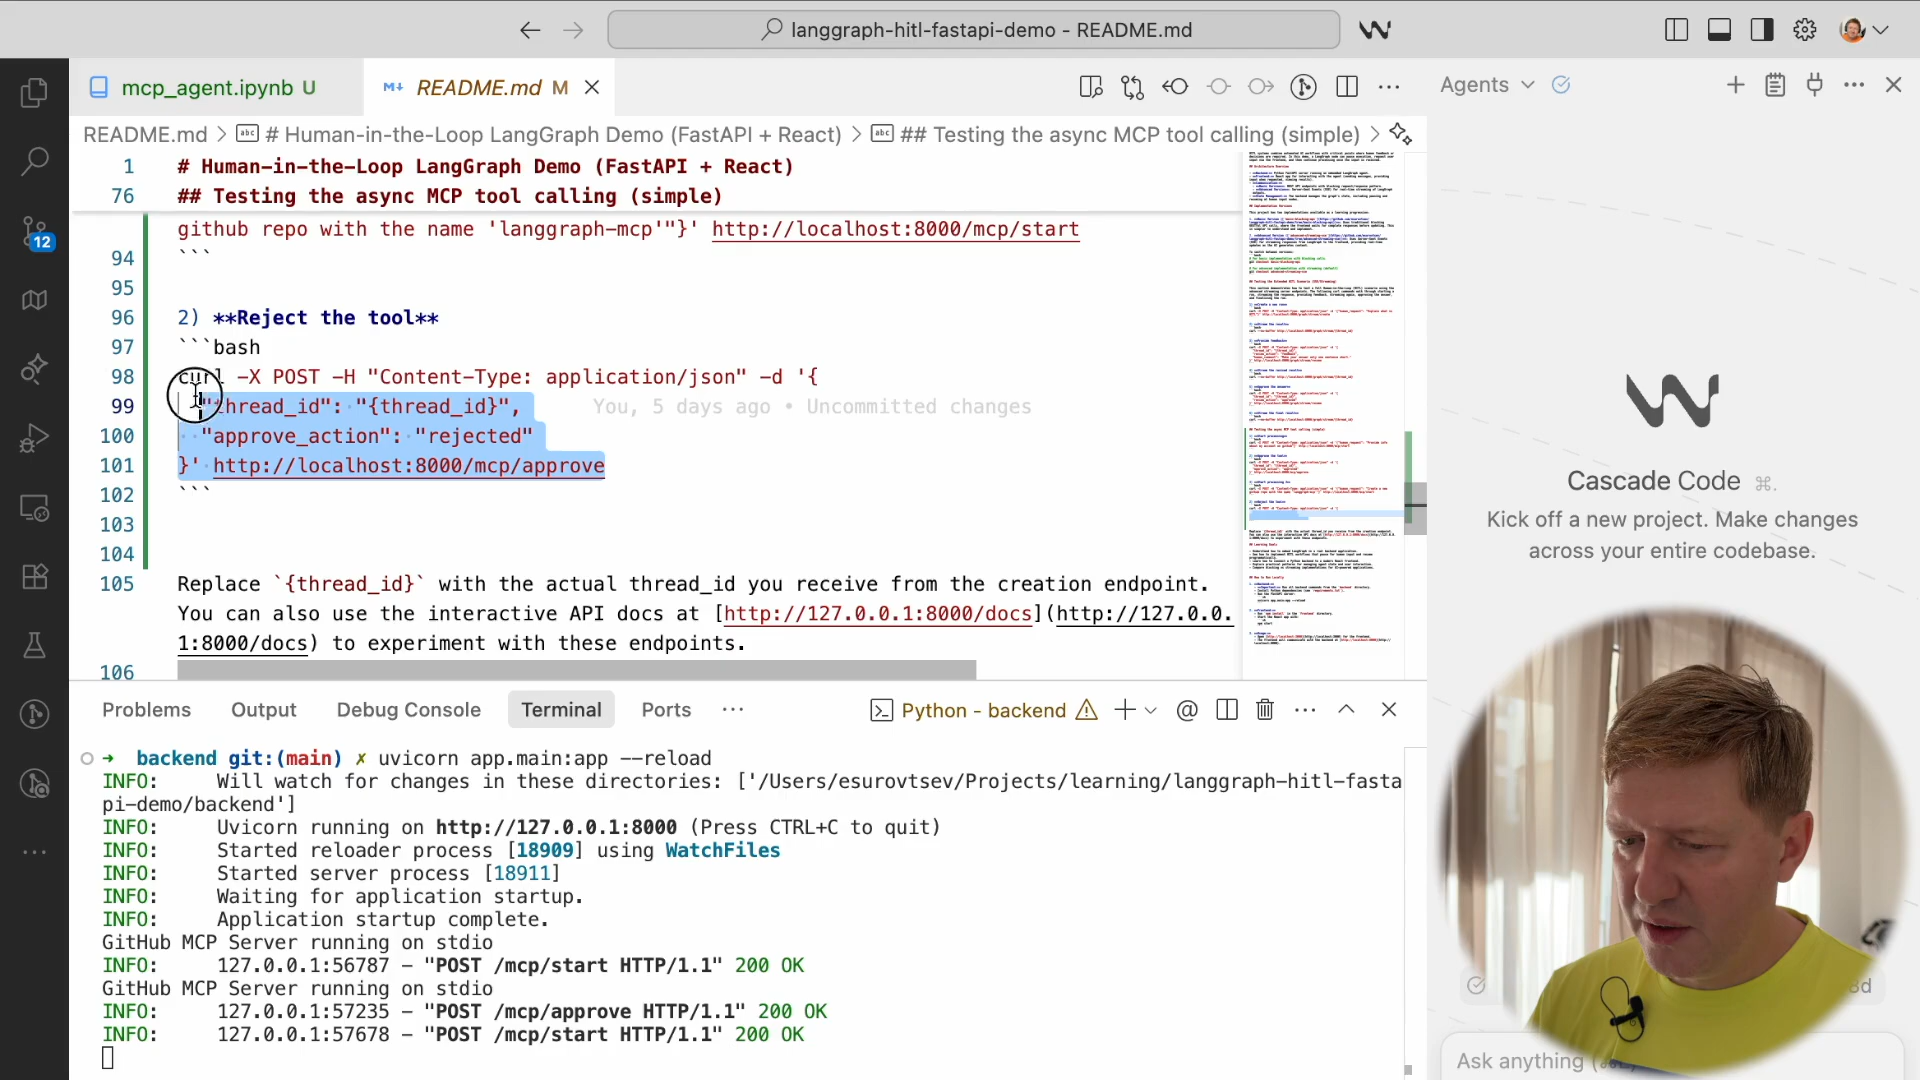 langgraph-hitl-fastapi-demo - README.md
mcp_agent.ipynb U
README.md M
Agents
README.md > # Human-in-the-Loop LangGraph Demo (FastAPI + React) > ## Testing the async MCP tool calling (simple) >
1 # Human-in-the-Loop LangGraph Demo (FastAPI + React)
76 ## Testing the async MCP tool calling (simple)
github repo with the name 'langgraph-mcp'"}' http://localhost:8000/mcp/start
94 ```
95
96 2) **Reject the tool**
97 ```bash
98 curl -X POST -H "Content-Type: application/json" -d '{
99 "thread_id": "{thread_id}", You, 5 days ago • Uncommitted changes
100 "approve_action": "rejected"
101 }' http://localhost:8000/mcp/approve
102 ```
103
104
105 Replace `{thread_id}` with the actual thread_id you receive from the creation endpoint.
You can also use the interactive API docs at [http://127.0.0.1:8000/docs](http://127.0.0.
1:8000/docs) to experiment with these endpoints.
106
12
Cascade Code ⌘.
Kick off a new project. Make changes
across your entire codebase.
Problems Output Debug Console Terminal Ports
Python - backend
➜ backend git:(main) ✗ uvicorn app.main:app --reload
INFO: Will watch for changes in these directories: ['/Users/esurovtsev/Projects/learning/langgraph-hitl-fasta
pi-demo/backend']
INFO: Uvicorn running on http://127.0.0.1:8000 (Press CTRL+C to quit)
INFO: Started reloader process [18909] using WatchFiles
INFO: Started server process [18911]
INFO: Waiting for application startup.
INFO: Application startup complete.
GitHub MCP Server running on stdio
INFO: 127.0.0.1:56787 - "POST /mcp/start HTTP/1.1" 200 OK
GitHub MCP Server running on stdio
INFO: 127.0.0.1:57235 - "POST /mcp/approve HTTP/1.1" 200 OK
INFO: 127.0.0.1:57678 - "POST /mcp/start HTTP/1.1" 200 OK
Ask anything